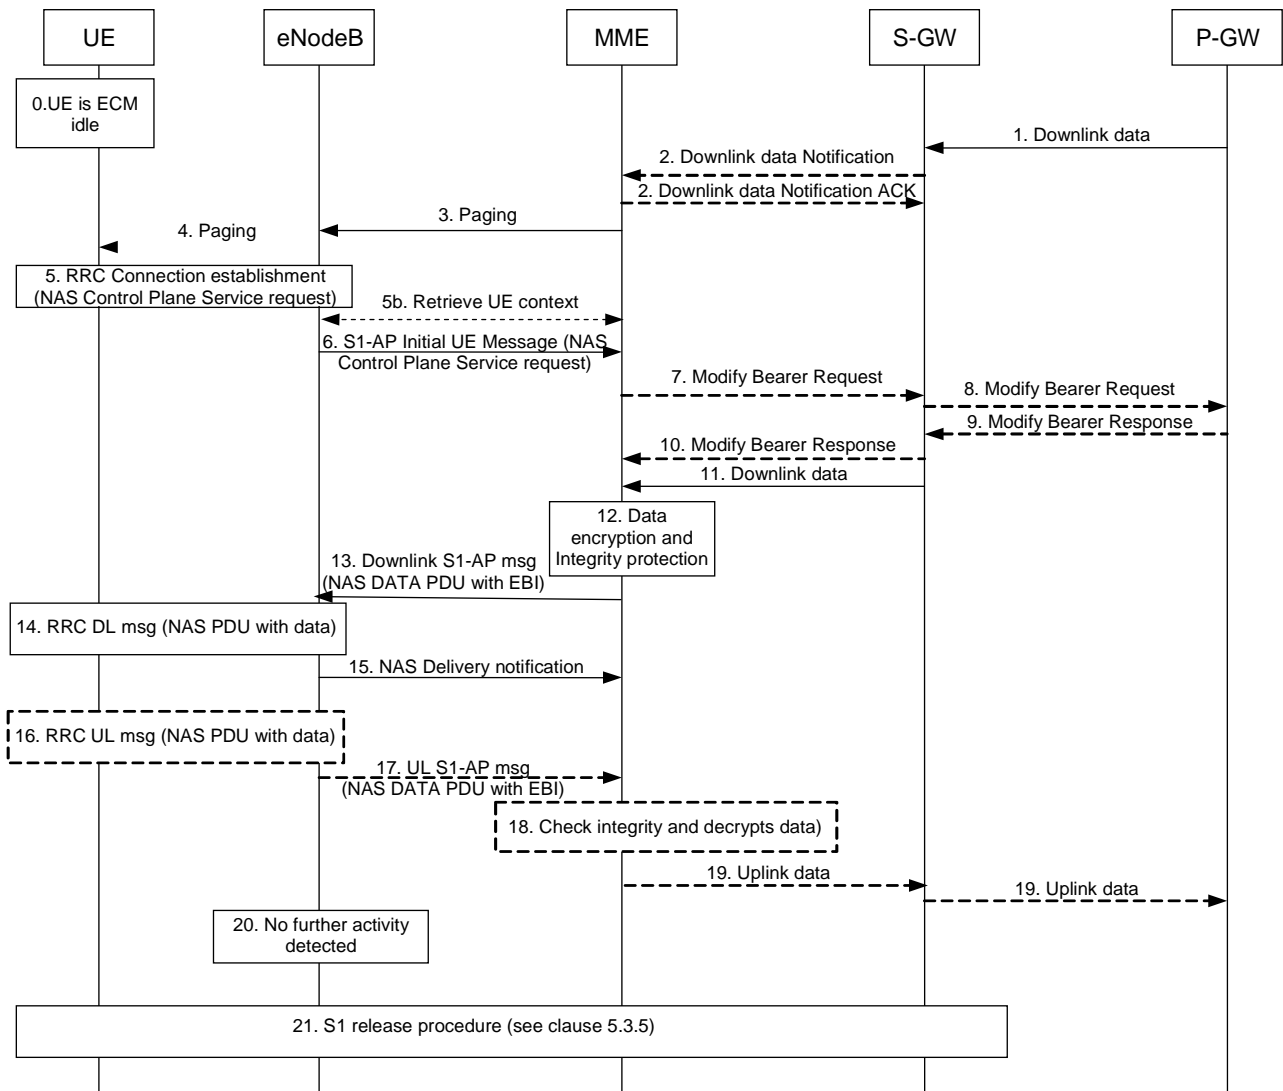 UE
eNodeB
MME
S-GW
P-GW
0.UE is ECM
idle
1. Downlink data
2. Downlink data Notification
2. Downlink data Notification ACK
3. Paging
4. Paging
5. RRC Connection establishment
(NAS Control Plane Service request)
5b. Retrieve UE context
6. S1-AP Initial UE Message (NAS
Control Plane Service request)
7. Modify Bearer Request
8. Modify Bearer Request
9. Modify Bearer Response
10. Modify Bearer Response
11. Downlink data
12. Data
encryption and
Integrity protection
13. Downlink S1-AP msg
(NAS DATA PDU with EBI)
14. RRC DL msg (NAS PDU with data)
15. NAS Delivery notification
16. RRC UL msg (NAS PDU with data)
17. UL S1-AP msg
(NAS DATA PDU with EBI)
18. Check integrity and decrypts data)
19. Uplink data
19. Uplink data
20. No further activity
detected
21. S1 release procedure (see clause 5.3.5)